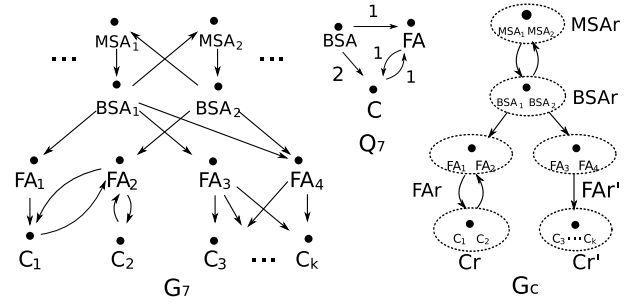 MSA1 MSA2
... ...
BSA1 BSA2
FA1 FA2 FA3 FA4
C1 C2 C3 ... Ck
G7
1
BSA FA
1
2 1
C
Q7
MSA1 MSA2 MSAr
BSA1 BSA2 BSAr
FA1 FA2 FA3 FA4
FAr FAr'
C1 C2 C3 ... Ck
Cr Cr'
Gc